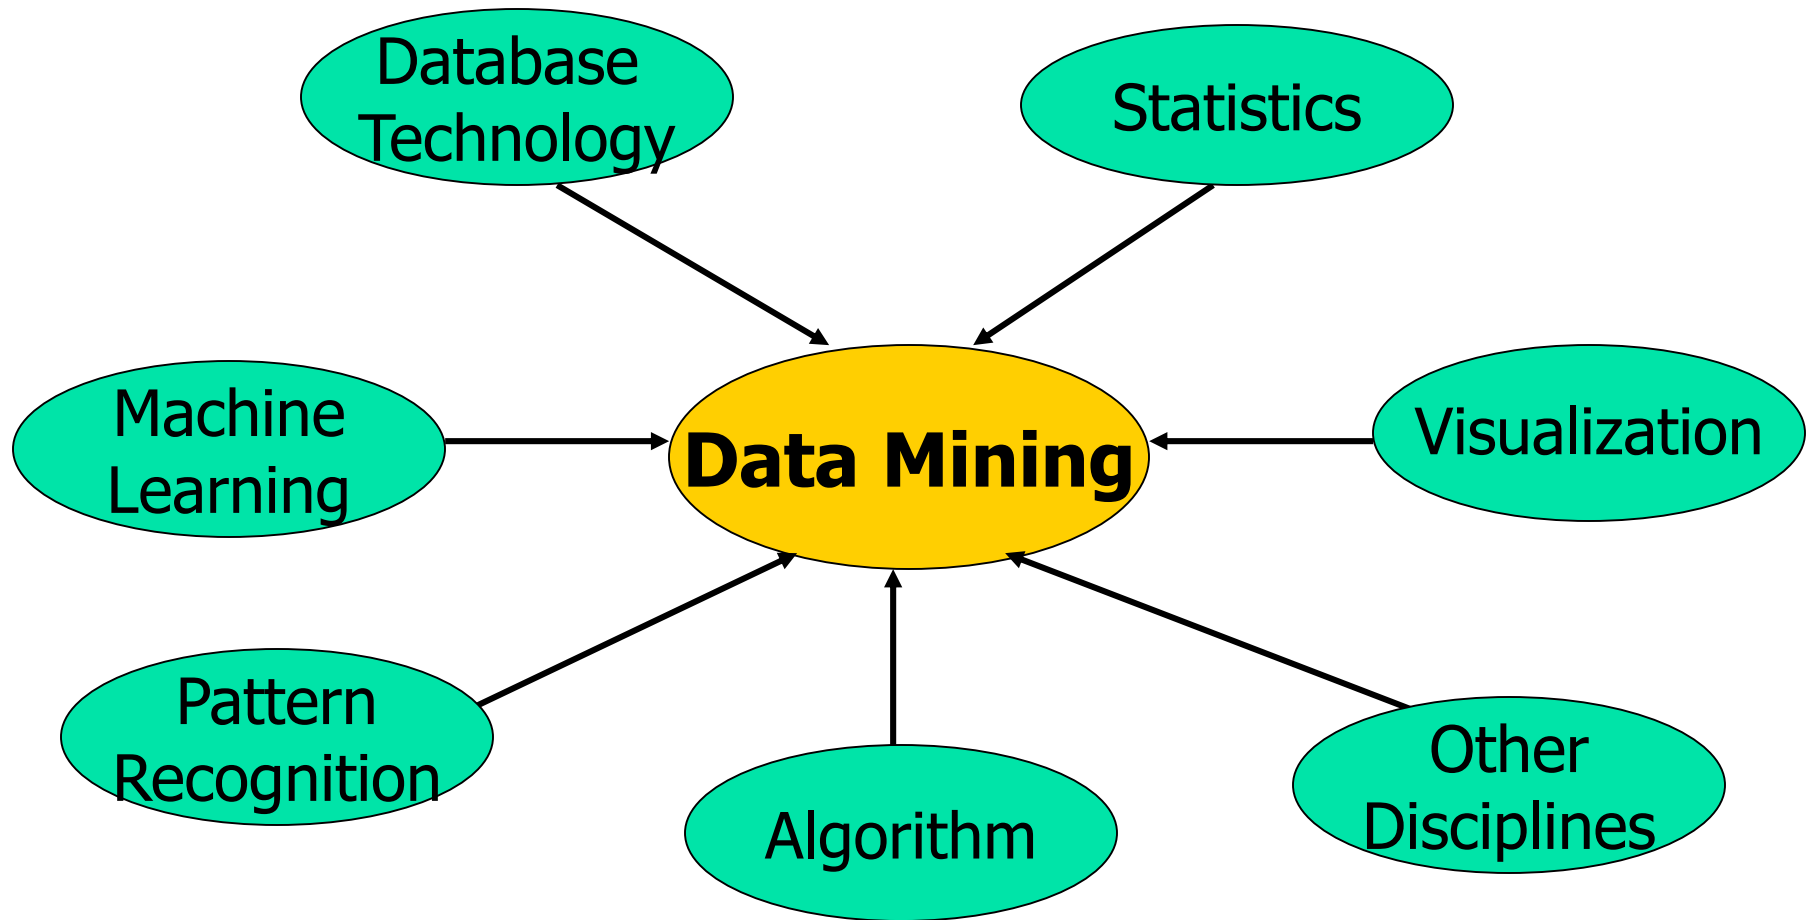 Database
Technology
Statistics
Machine
Learning
Data Mining
Visualization
Pattern
Recognition
Algorithm
Other
Disciplines